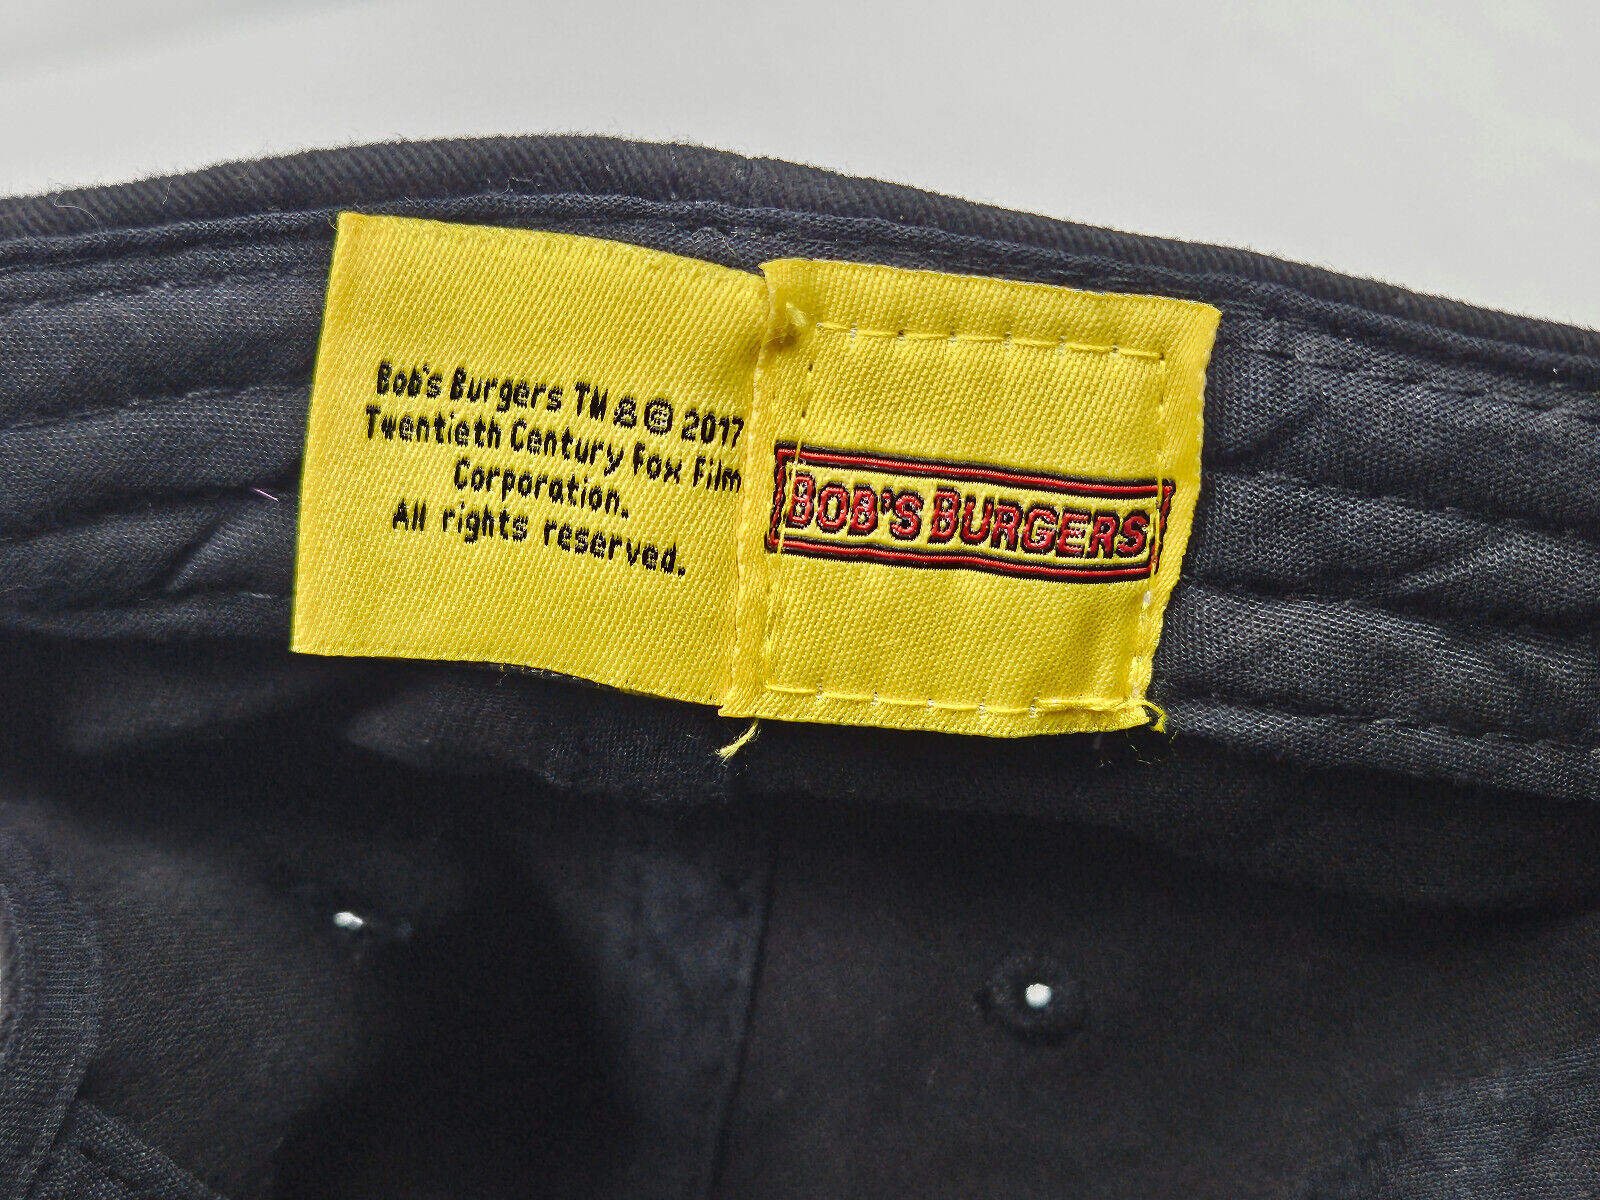 Bob's Burgers TM & © 2017
Twentieth Century Fox Film
Corporation.
All rights reserved.
BOB'S BURGERS